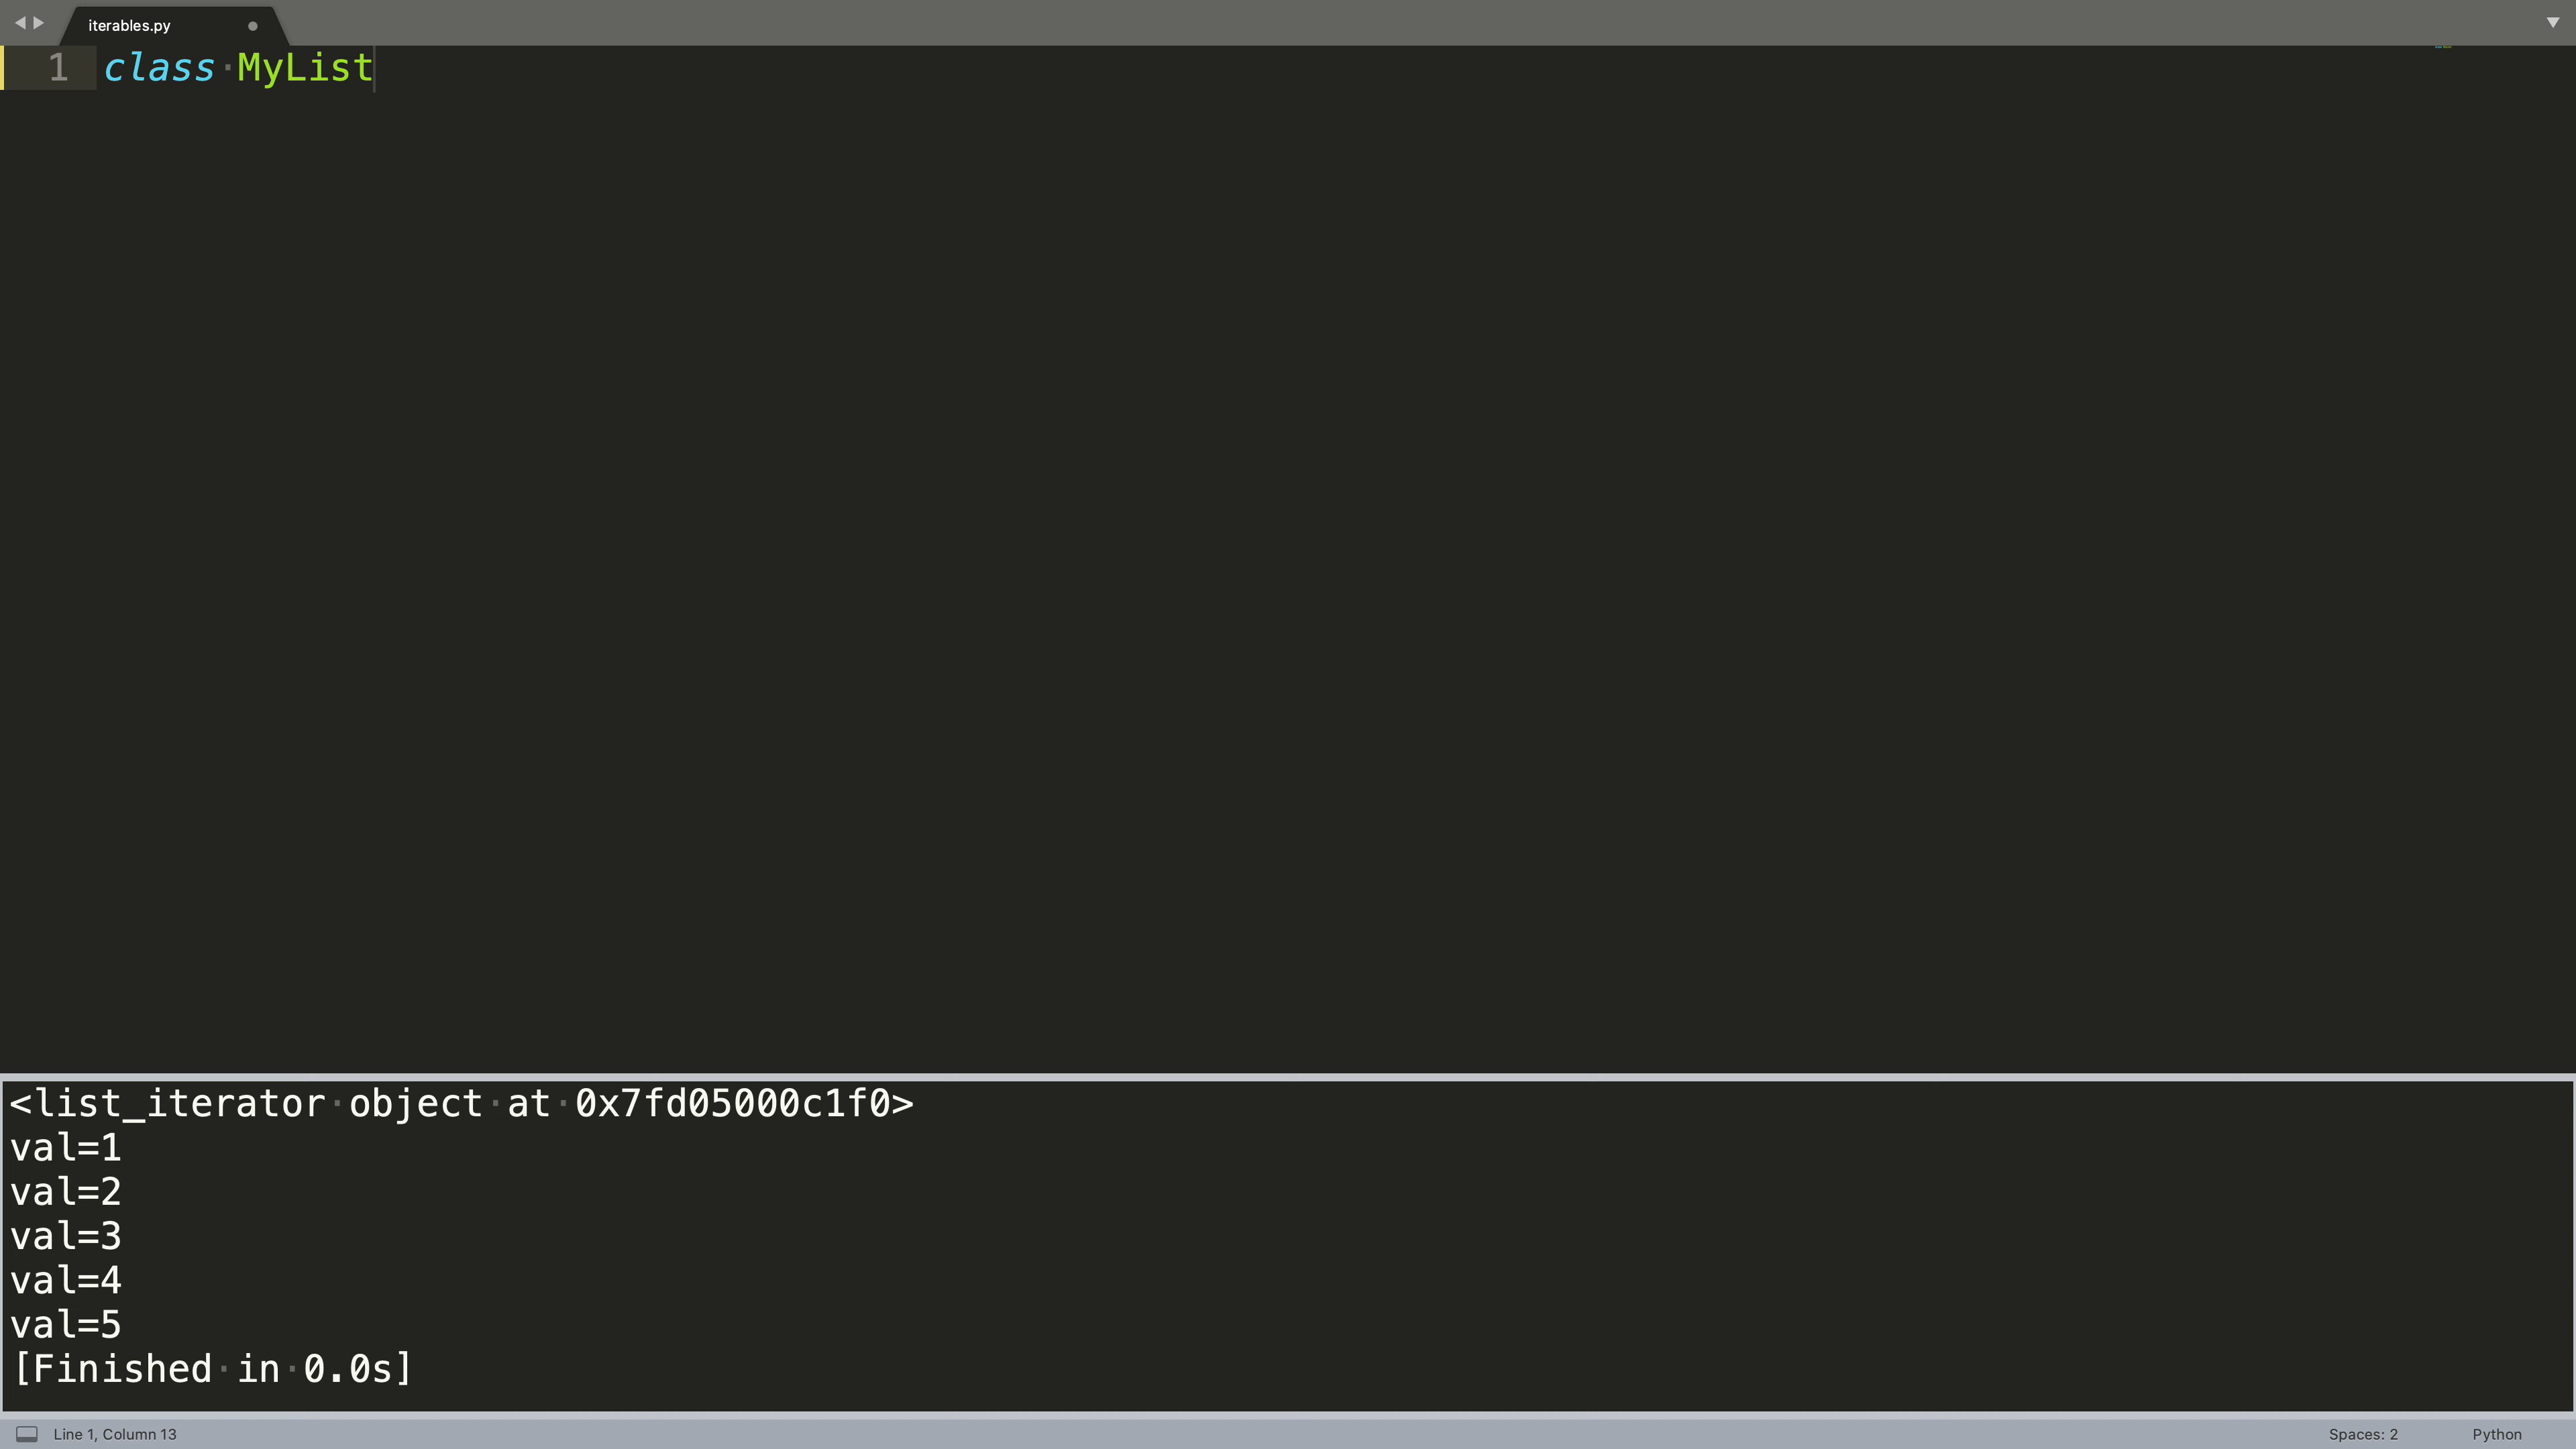 iterables.py
1 class MyList
<list_iterator object at 0x7fd05000c1f0>
val=1
val=2
val=3
val=4
val=5
[Finished in 0.0s]
Line 1, Column 13 Spaces: 2 Python